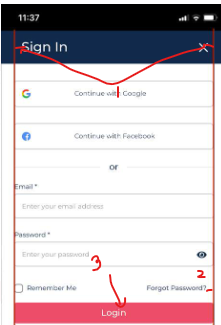 11:37
Sign In
1
Continue with Google
Continue with Facebook
or
Email *
Enter your email address
Password *
Enter your password
3
2
Remember Me
Forgot Password?
Login